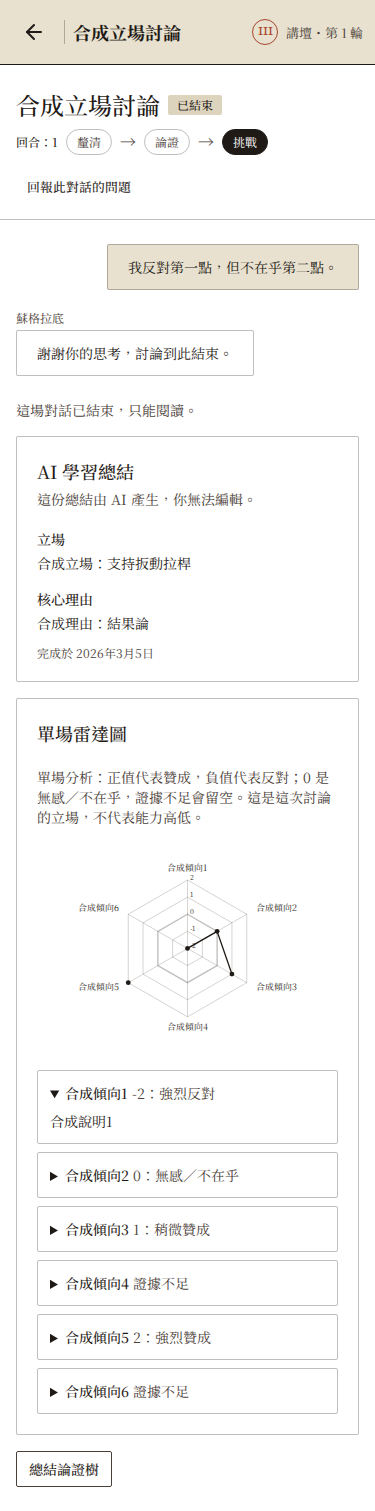 合成立場討論
III 講壇・第 1 輪
合成立場討論 已結束
回合：1 釐清 → 論證 → 挑戰
回報此對話的問題
我反對第一點，但不在乎第二點。
蘇格拉底
謝謝你的思考，討論到此結束。
這場對話已結束，只能閱讀。
AI 學習總結
這份總結由 AI 產生，你無法編輯。
立場
合成立場：支持扳動拉桿
核心理由
合成理由：結果論
完成於 2026年3月5日
單場雷達圖
單場分析：正值代表贊成，負值代表反對；0 是
無感／不在乎，證據不足會留空。這是這次討論
的立場，不代表能力高低。
合成傾向1
2
合成傾向6
1
合成傾向2
0
-1
合成傾向5
合成傾向3
合成傾向4
▼ 合成傾向1 -2：強烈反對
合成說明1
▶ 合成傾向2 0：無感／不在乎
▶ 合成傾向3 1：稍微贊成
▶ 合成傾向4 證據不足
▶ 合成傾向5 2：強烈贊成
▶ 合成傾向6 證據不足
總結論證樹